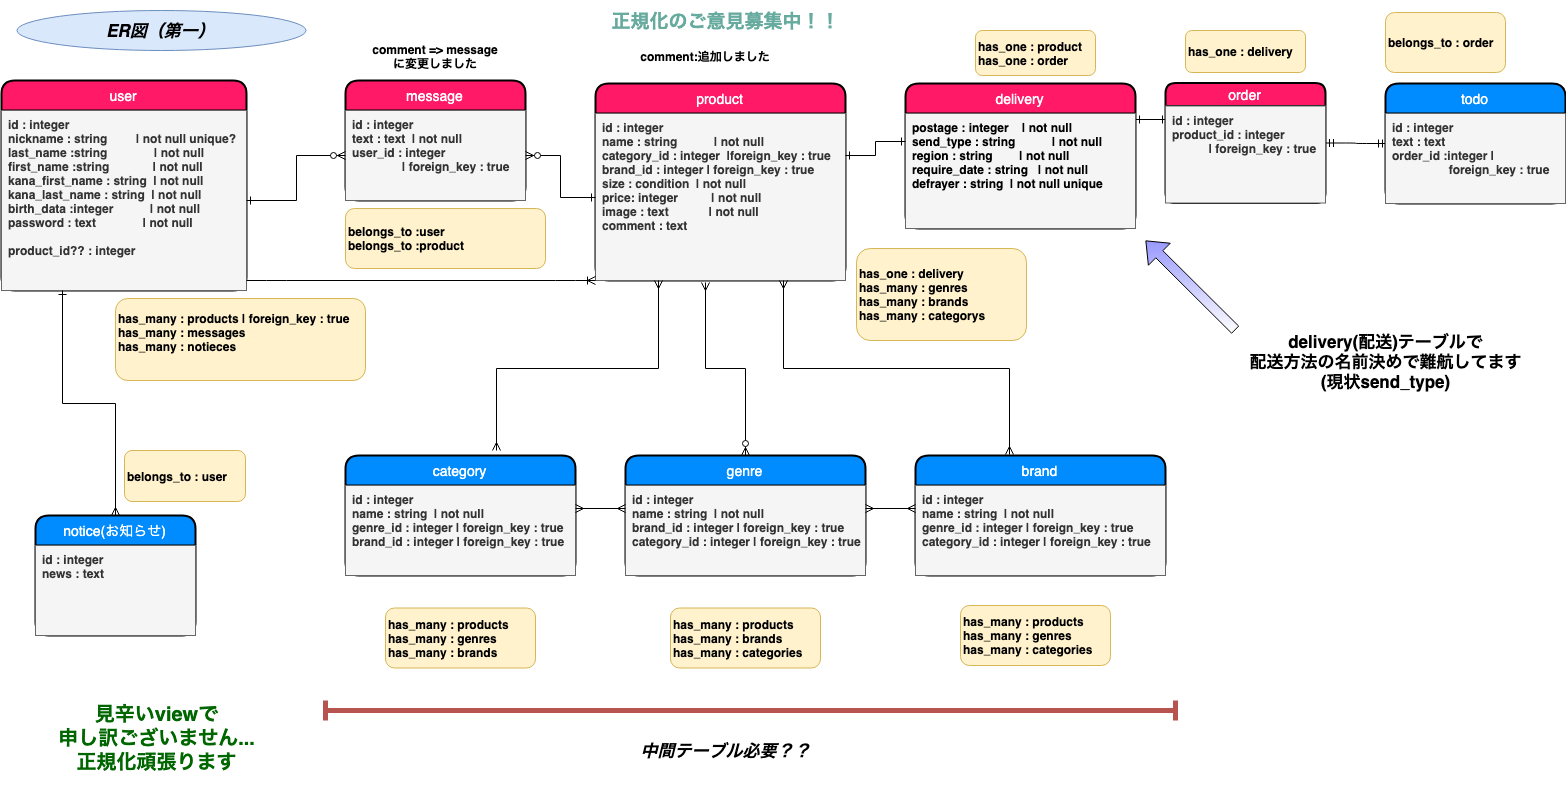 ER図（第一）
正規化のご意見募集中！！
comment => message
に変更しました
comment:追加しました
has_one : product
has_one : order
has_one : delivery
belongs_to : order
user
id : integer
nickname : string | not null unique?
last_name :string | not null
first_name :string | not null
kana_first_name : string | not null
kana_last_name : string | not null
birth_data :integer | not null
password : text | not null
product_id?? : integer
has_many : products | foreign_key : true
has_many : messages
has_many : notieces
message
id : integer
text : text | not null
user_id : integer
| foreign_key : true
belongs_to :user
belongs_to :product
product
id : integer
name : string | not null
category_id : integer |foreign_key : true
brand_id : integer | foreign_key : true
size : condition | not null
price: integer | not null
image : text | not null
comment : text
has_one : delivery
has_many : genres
has_many : brands
has_many : categorys
delivery
postage : integer | not null
send_type : string | not null
region : string | not null
require_date : string | not null
defrayer : string | not null unique
order
id : integer
product_id : integer
| foreign_key : true
todo
id : integer
text : text
order_id :integer |
foreign_key : true
delivery(配送)テーブルで
配送方法の名前決めで難航してます
(現状send_type)
belongs_to : user
notice(お知らせ)
id : integer
news : text
category
id : integer
name : string | not null
genre_id : integer | foreign_key : true
brand_id : integer | foreign_key : true
has_many : products
has_many : genres
has_many : brands
genre
id : integer
name : string | not null
brand_id : integer | foreign_key : true
category_id : integer | foreign_key : true
has_many : products
has_many : brands
has_many : categories
brand
id : integer
name : string | not null
genre_id : integer | foreign_key : true
category_id : integer | foreign_key : true
has_many : products
has_many : genres
has_many : categories
見辛いviewで
申し訳ございません...
正規化頑張ります
中間テーブル必要？？